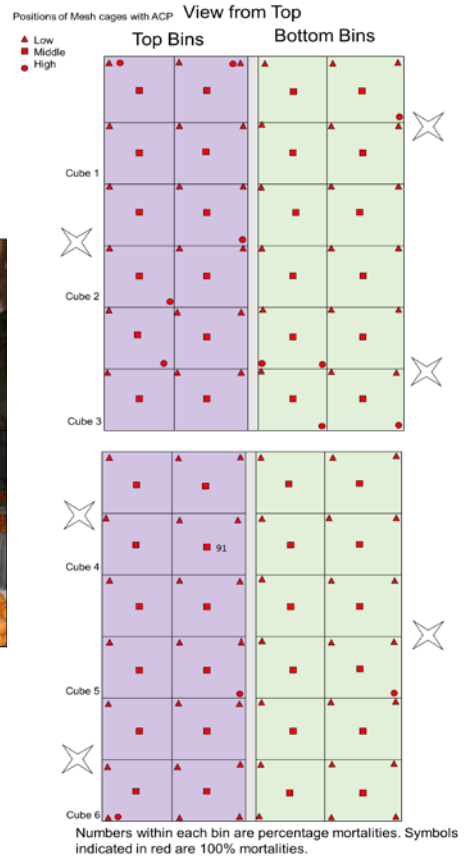 Positions of Mesh cages with ACP
View from Top
Low
Middle
High
Top Bins
Bottom Bins
Cube 1
Cube 2
Cube 3
91
Cube 4
Cube 5
Cube 6
Numbers within each bin are percentage mortalities. Symbols
indicated in red are 100% mortalities.